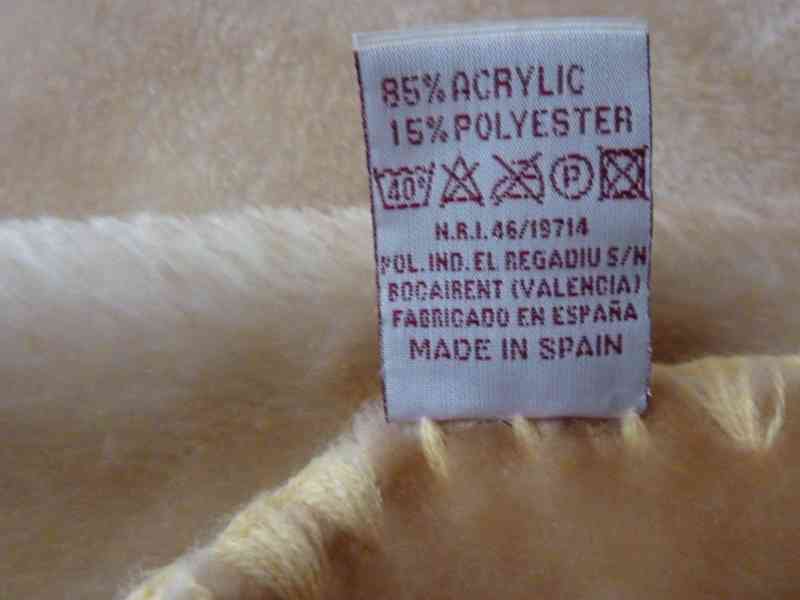 85% ACRYLIC
15% POLYESTER
40° P
N.R.I. 46/19714
POL. IND. EL REGADIU S/N
BOCAIRENT (VALENCIA)
FABRICADO EN ESPAÑA
MADE IN SPAIN